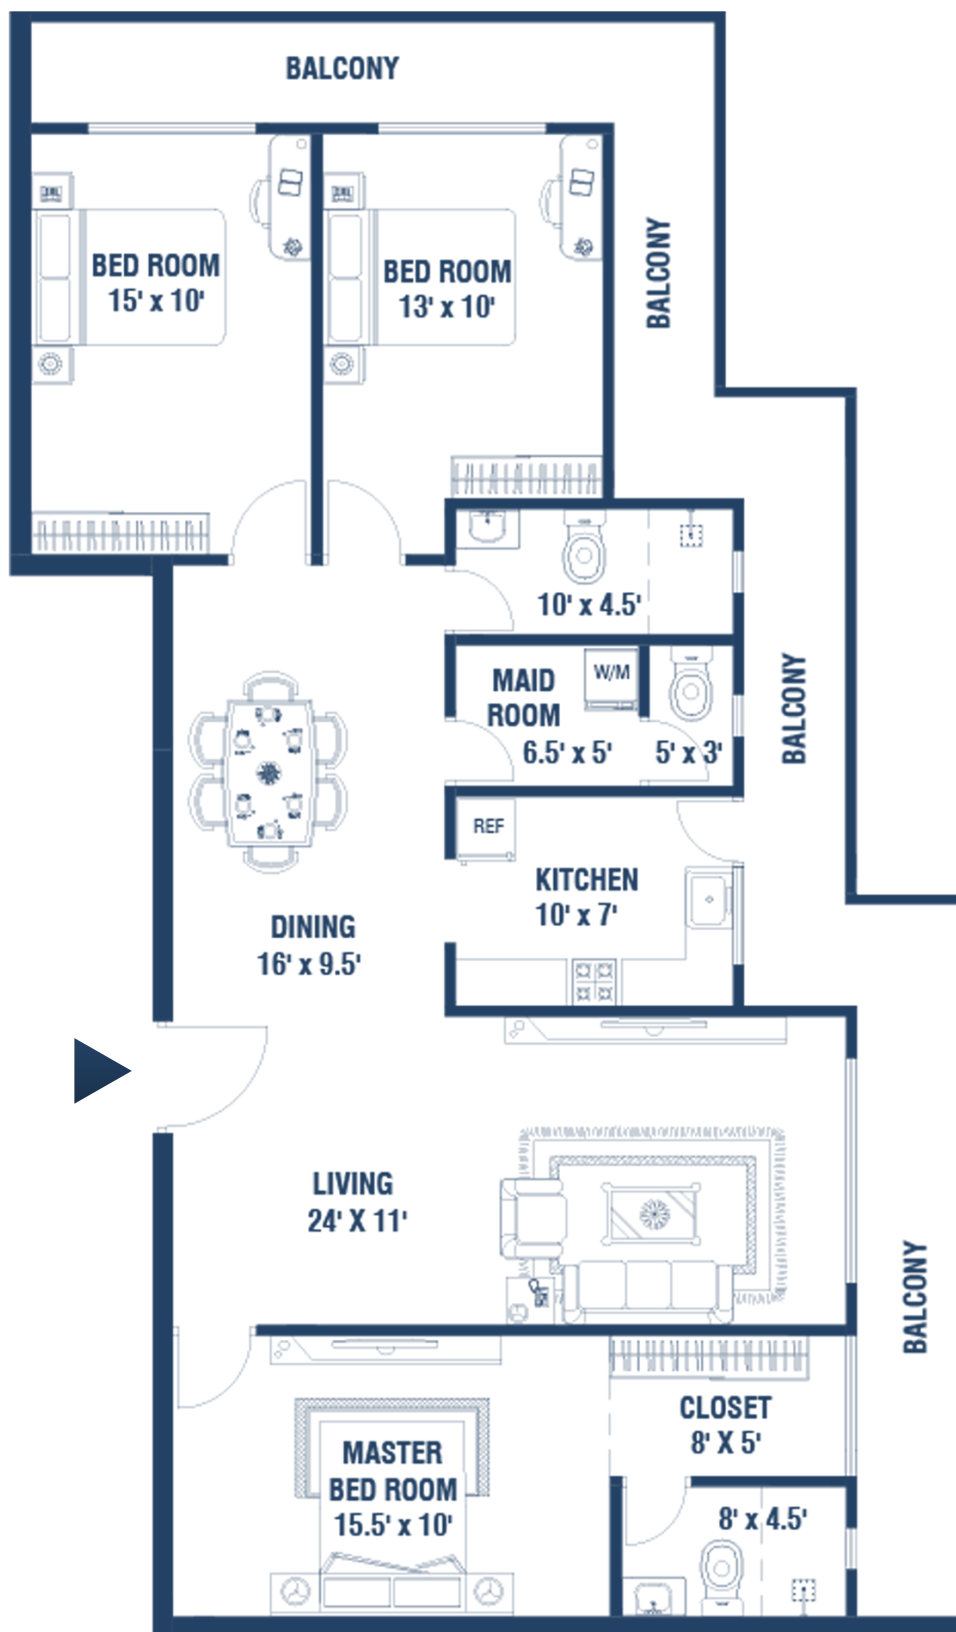 BALCONY
BED ROOM
15' x 10'
BED ROOM
13' x 10'
BALCONY
10' x 4.5'
MAID
ROOM
6.5' x 5'
W/M
5' x 3'
BALCONY
REF
KITCHEN
10' x 7'
DINING
16' x 9.5'
LIVING
24' X 11'
BALCONY
CLOSET
8' X 5'
MASTER
BED ROOM
15.5' x 10'
8' x 4.5'